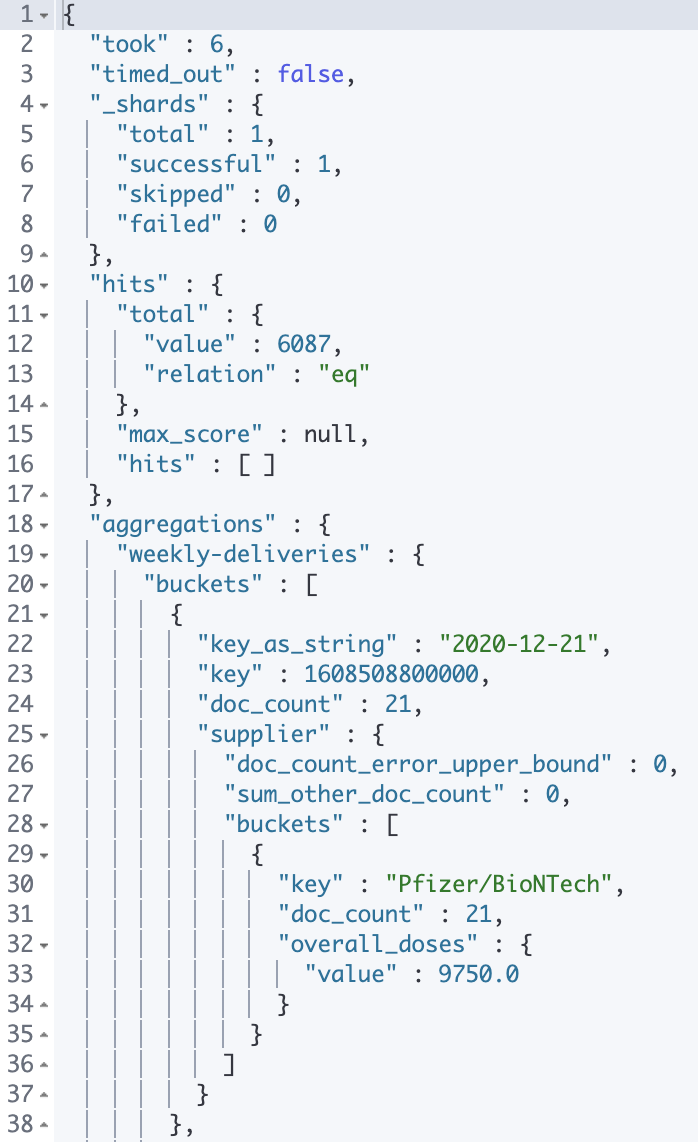 1 {
2 "took" : 6,
3 "timed_out" : false,
4 "_shards" : {
5 "total" : 1,
6 "successful" : 1,
7 "skipped" : 0,
8 "failed" : 0
9 },
10 "hits" : {
11 "total" : {
12 "value" : 6087,
13 "relation" : "eq"
14 },
15 "max_score" : null,
16 "hits" : [ ]
17 },
18 "aggregations" : {
19 "weekly-deliveries" : {
20 "buckets" : [
21 {
22 "key_as_string" : "2020-12-21",
23 "key" : 1608508800000,
24 "doc_count" : 21,
25 "supplier" : {
26 "doc_count_error_upper_bound" : 0,
27 "sum_other_doc_count" : 0,
28 "buckets" : [
29 {
30 "key" : "Pfizer/BioNTech",
31 "doc_count" : 21,
32 "overall_doses" : {
33 "value" : 9750.0
34 }
35 }
36 ]
37 }
38 },